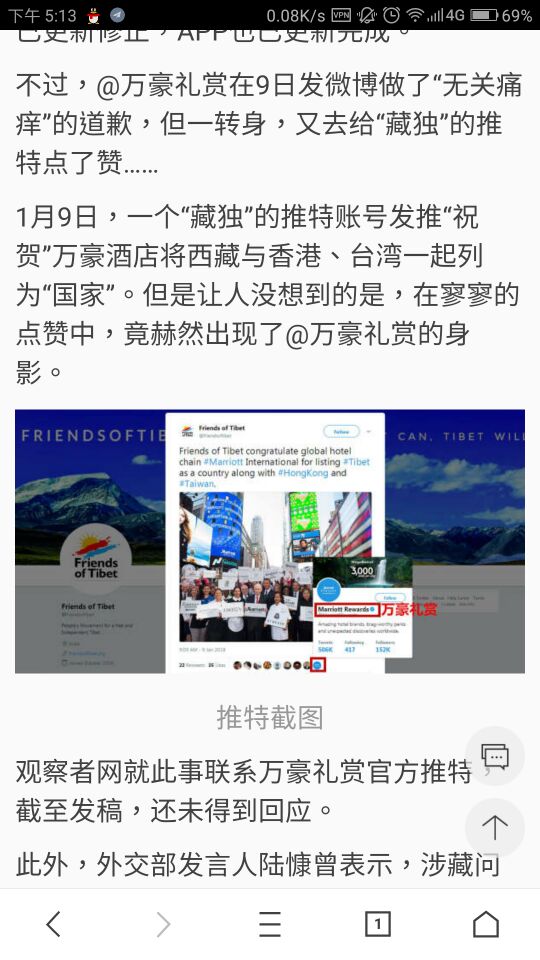 下午 5:13
0.08K/s VPN 4G 69%
已更新修正，APP也已更新完成。
不过，@万豪礼赏在9日发微博做了“无关痛
痒”的道歉，但一转身，又去给“藏独”的推
特点了赞……
1月9日，一个“藏独”的推特账号发推“祝
贺”万豪酒店将西藏与香港、台湾一起列
为“国家”。但是让人没想到的是，在寥寥的
点赞中，竟赫然出现了@万豪礼赏的身
影。
FRIENDSOFTIB
CAN, TIBET WIL
Friends of Tibet
Follow
Friends of Tibet congratulate global hotel
chain #Marriott International for listing #Tibet
as a country along with #HongKong and
#Taiwan.
Friends
of Tibet
3,000
Follow
Marriott Rewards
万豪礼赏
Amazing hotel brands, brag-worthy perks
and unexpected discoveries worldwide.
Tweets Following Followers
506K 417 152K
Friends of Tibet
9:05 AM - 9 Jan 2018
22 Retweets 26 Likes
推特截图
观察者网就此事联系万豪礼赏官方推特，
截至发稿，还未得到回应。
此外，外交部发言人陆慷曾表示，涉藏问
1